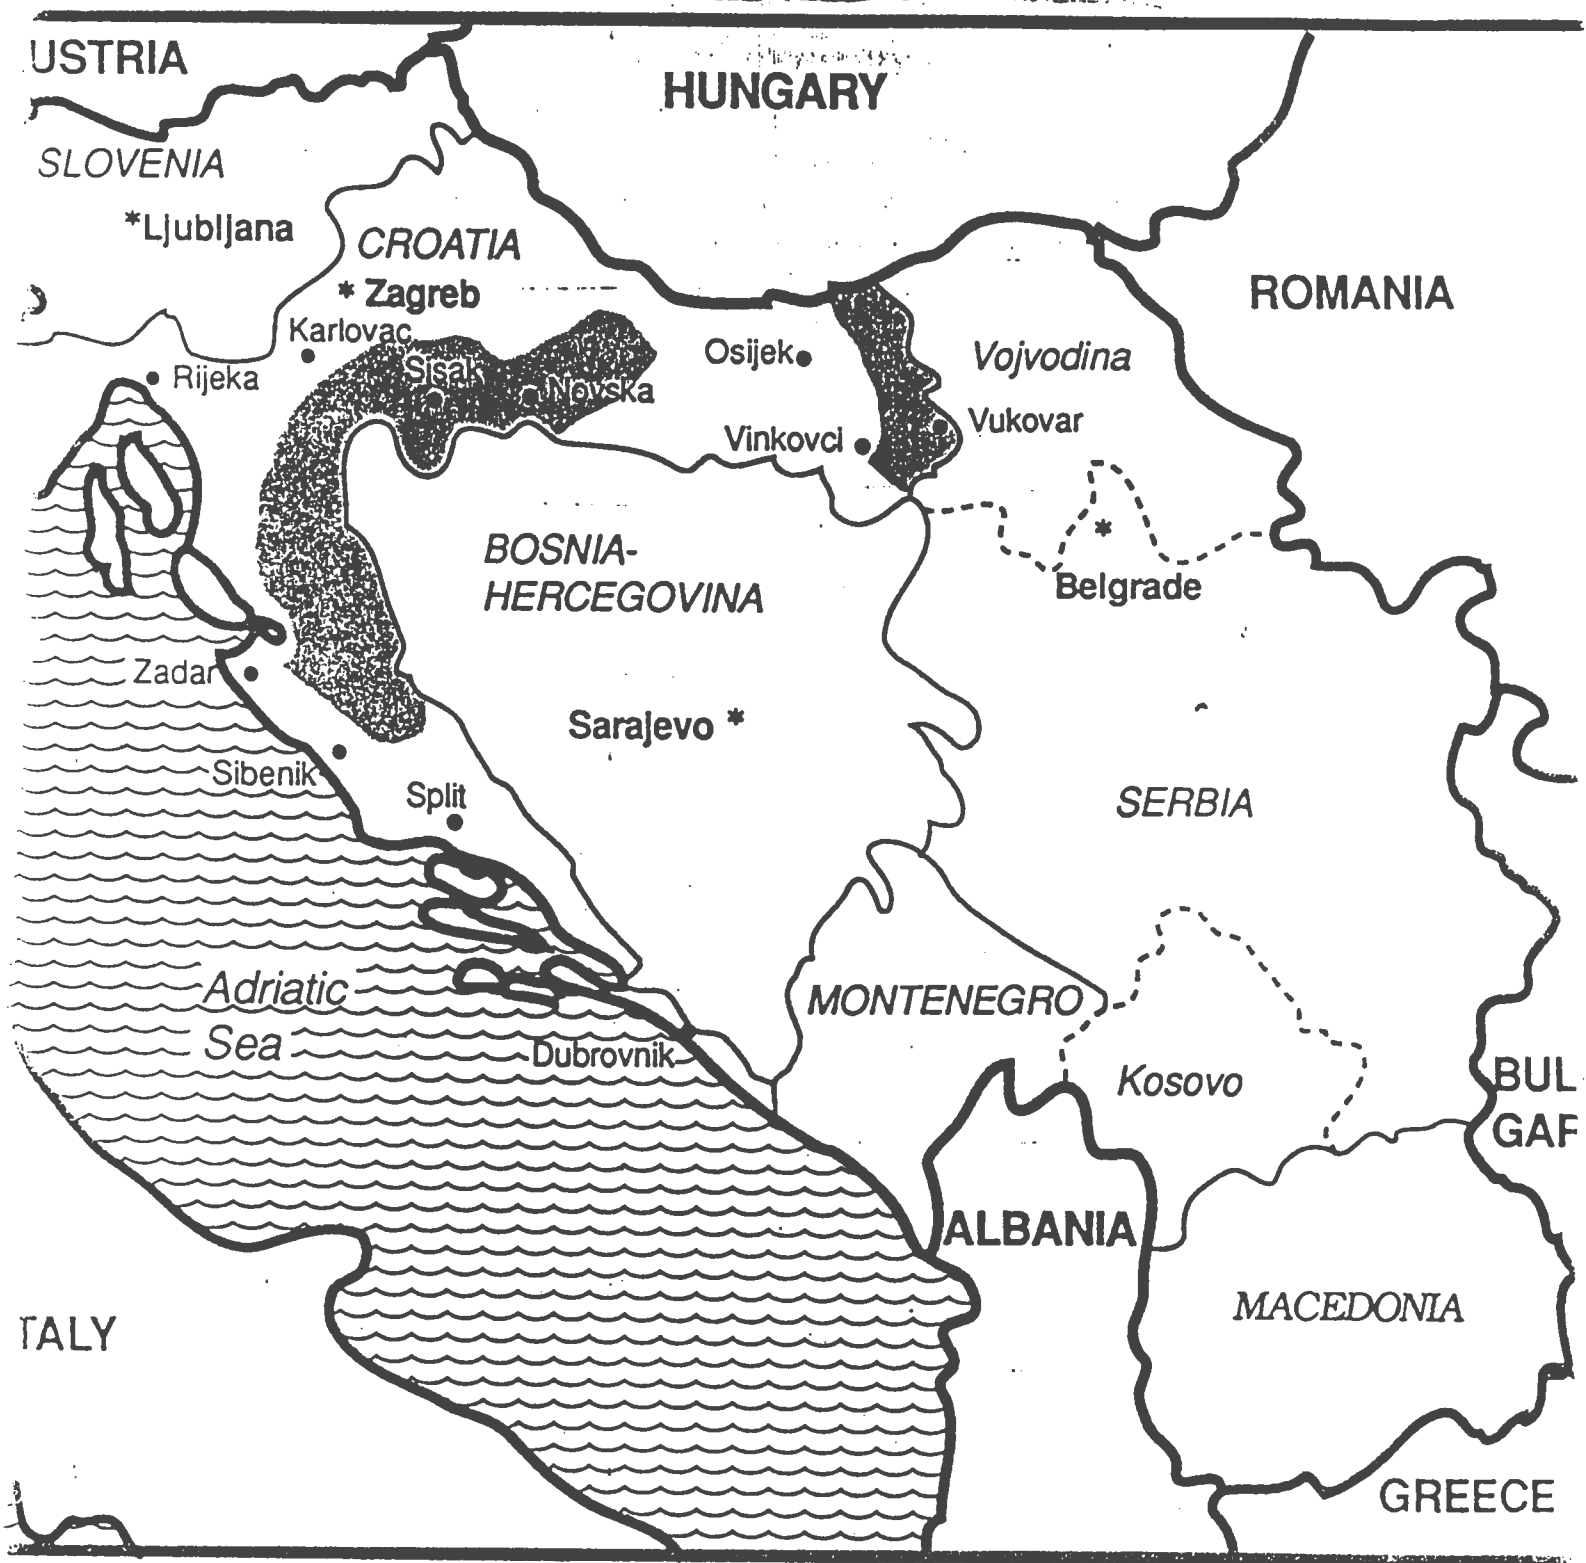 USTRIA
HUNGARY
SLOVENIA
*Ljubljana
CROATIA
* Zagreb
ROMANIA
Karlovac
Rijeka
Sisak
Novska
Osijek
Vojvodina
Vinkovci
Vukovar
*
Belgrade
BOSNIA-
HERCEGOVINA
Zadar
Sarajevo *
Sibenik
Split
SERBIA
Adriatic
Sea
MONTENEGRO
Dubrovnik
Kosovo
BUL
GAR
ALBANIA
MACEDONIA
TALY
GREECE